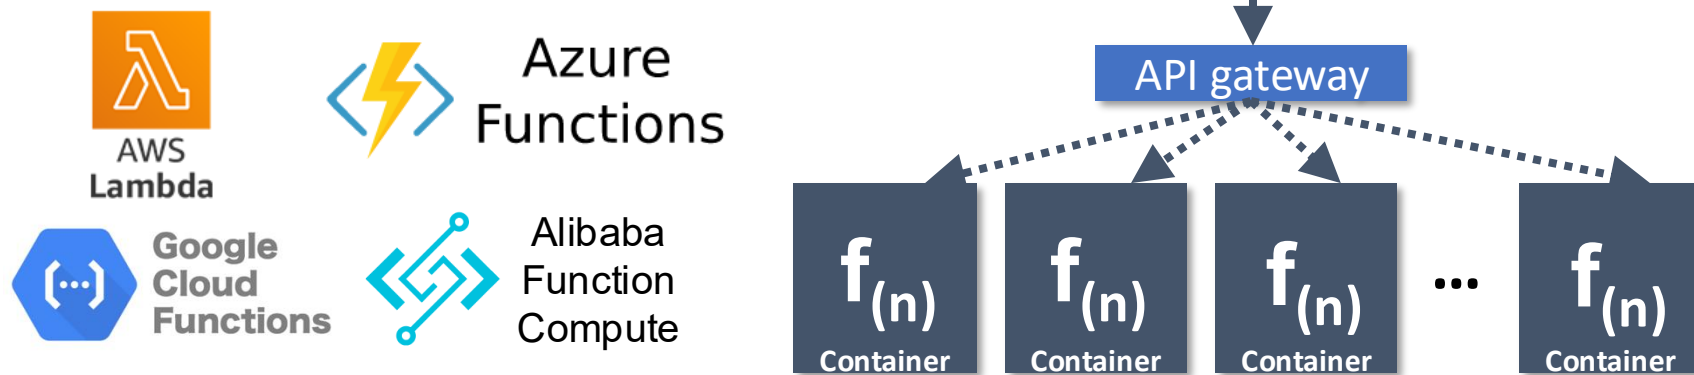 AWS
Lambda
Azure
Functions
Google
Cloud
Functions
Alibaba
Function
Compute
API gateway
f(n)
Container
f(n)
Container
f(n)
Container
...
f(n)
Container